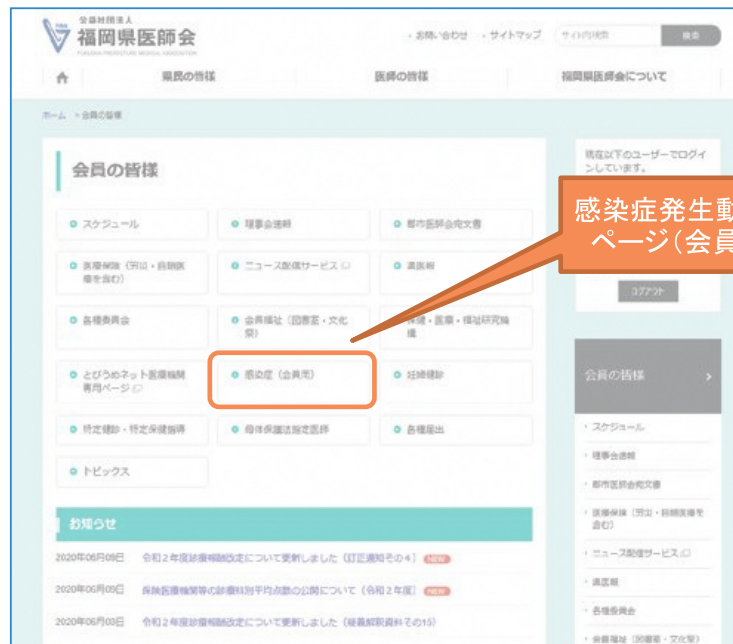 公益社団法人
福岡県医師会
FUKUOKA PREFECTURE MEDICAL ASSOCIATION
・お問い合わせ ・サイトマップ サイト内検索 検索
県民の皆様 医師の皆様 福岡県医師会について
ホーム > 会員の皆様
会員の皆様
スケジュール 理事会速報 郡市医師会宛文書
医療保険（労災・自賠医療を含む） ニュース配信サービス 県医報
各種委員会 会員福祉（図書室・文化祭） 保健・医療・福祉研究機構
とびうめネット医療機関専用ページ 感染症（会員用） 妊婦健診
特定健診・特定保健指導 母体保護法指定医師 各種届出
トピックス
お知らせ
2020年06月09日 令和2年度診療報酬改定について更新しました（訂正通知その4） NEW
2020年06月09日 保険医療機関等の診療科別平均点数の公開について（令和2年度） NEW
2020年06月03日 令和2年度診療報酬改定について更新しました（疑義解釈資料その15）
現在以下のユーザーでログインしています。
感染症発生動
ページ（会員
ログアウト
会員の皆様
・スケジュール
・理事会速報
・郡市医師会宛文書
・医療保険（労災・自賠医療を含む）
・ニュース配信サービス
・県医報
・各種委員会
・会員福祉（図書室・文化祭）